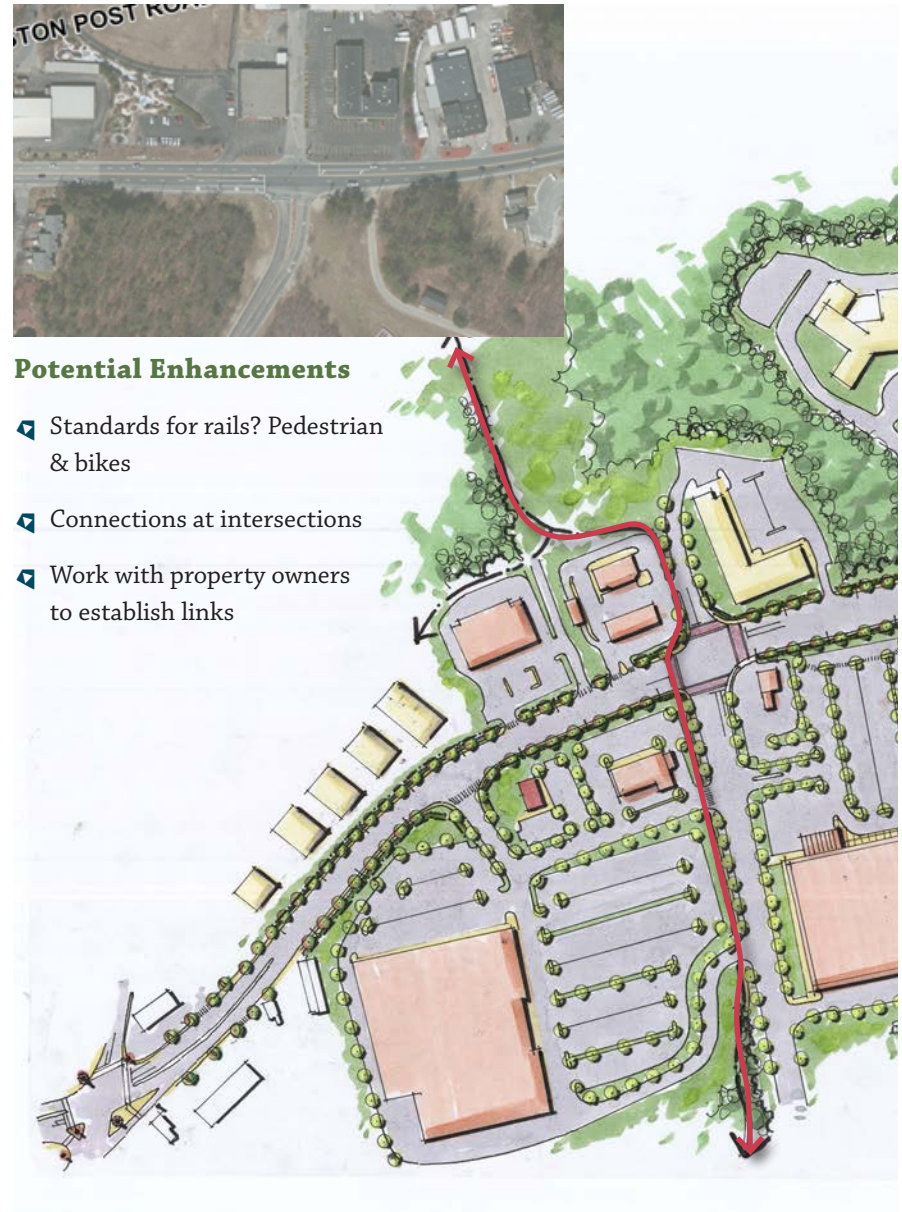 STON POST ROA
Potential Enhancements
Standards for rails? Pedestrian
& bikes
Connections at intersections
Work with property owners
to establish links